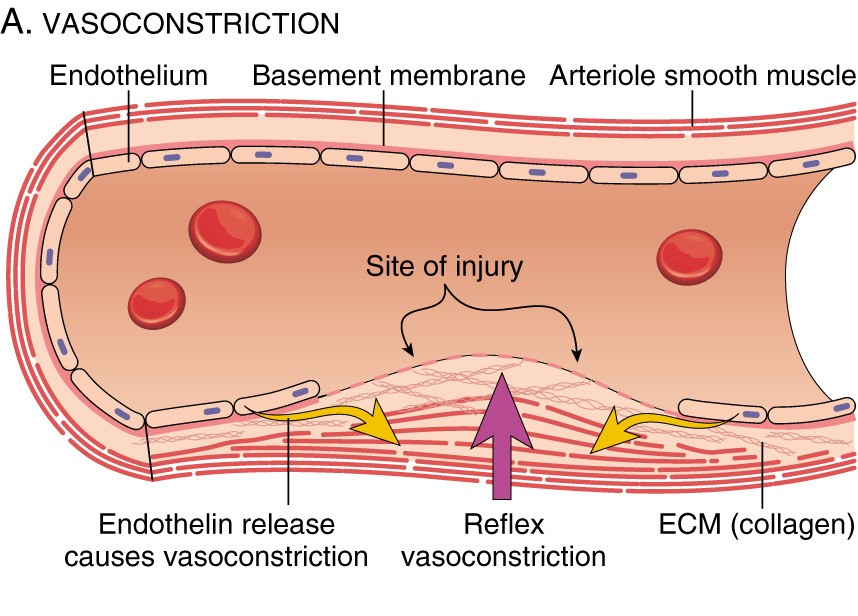 A. VASOCONSTRICTION
Endothelium
Basement membrane
Arteriole smooth muscle
Site of injury
Endothelin release
causes vasoconstriction
Reflex
vasoconstriction
ECM (collagen)